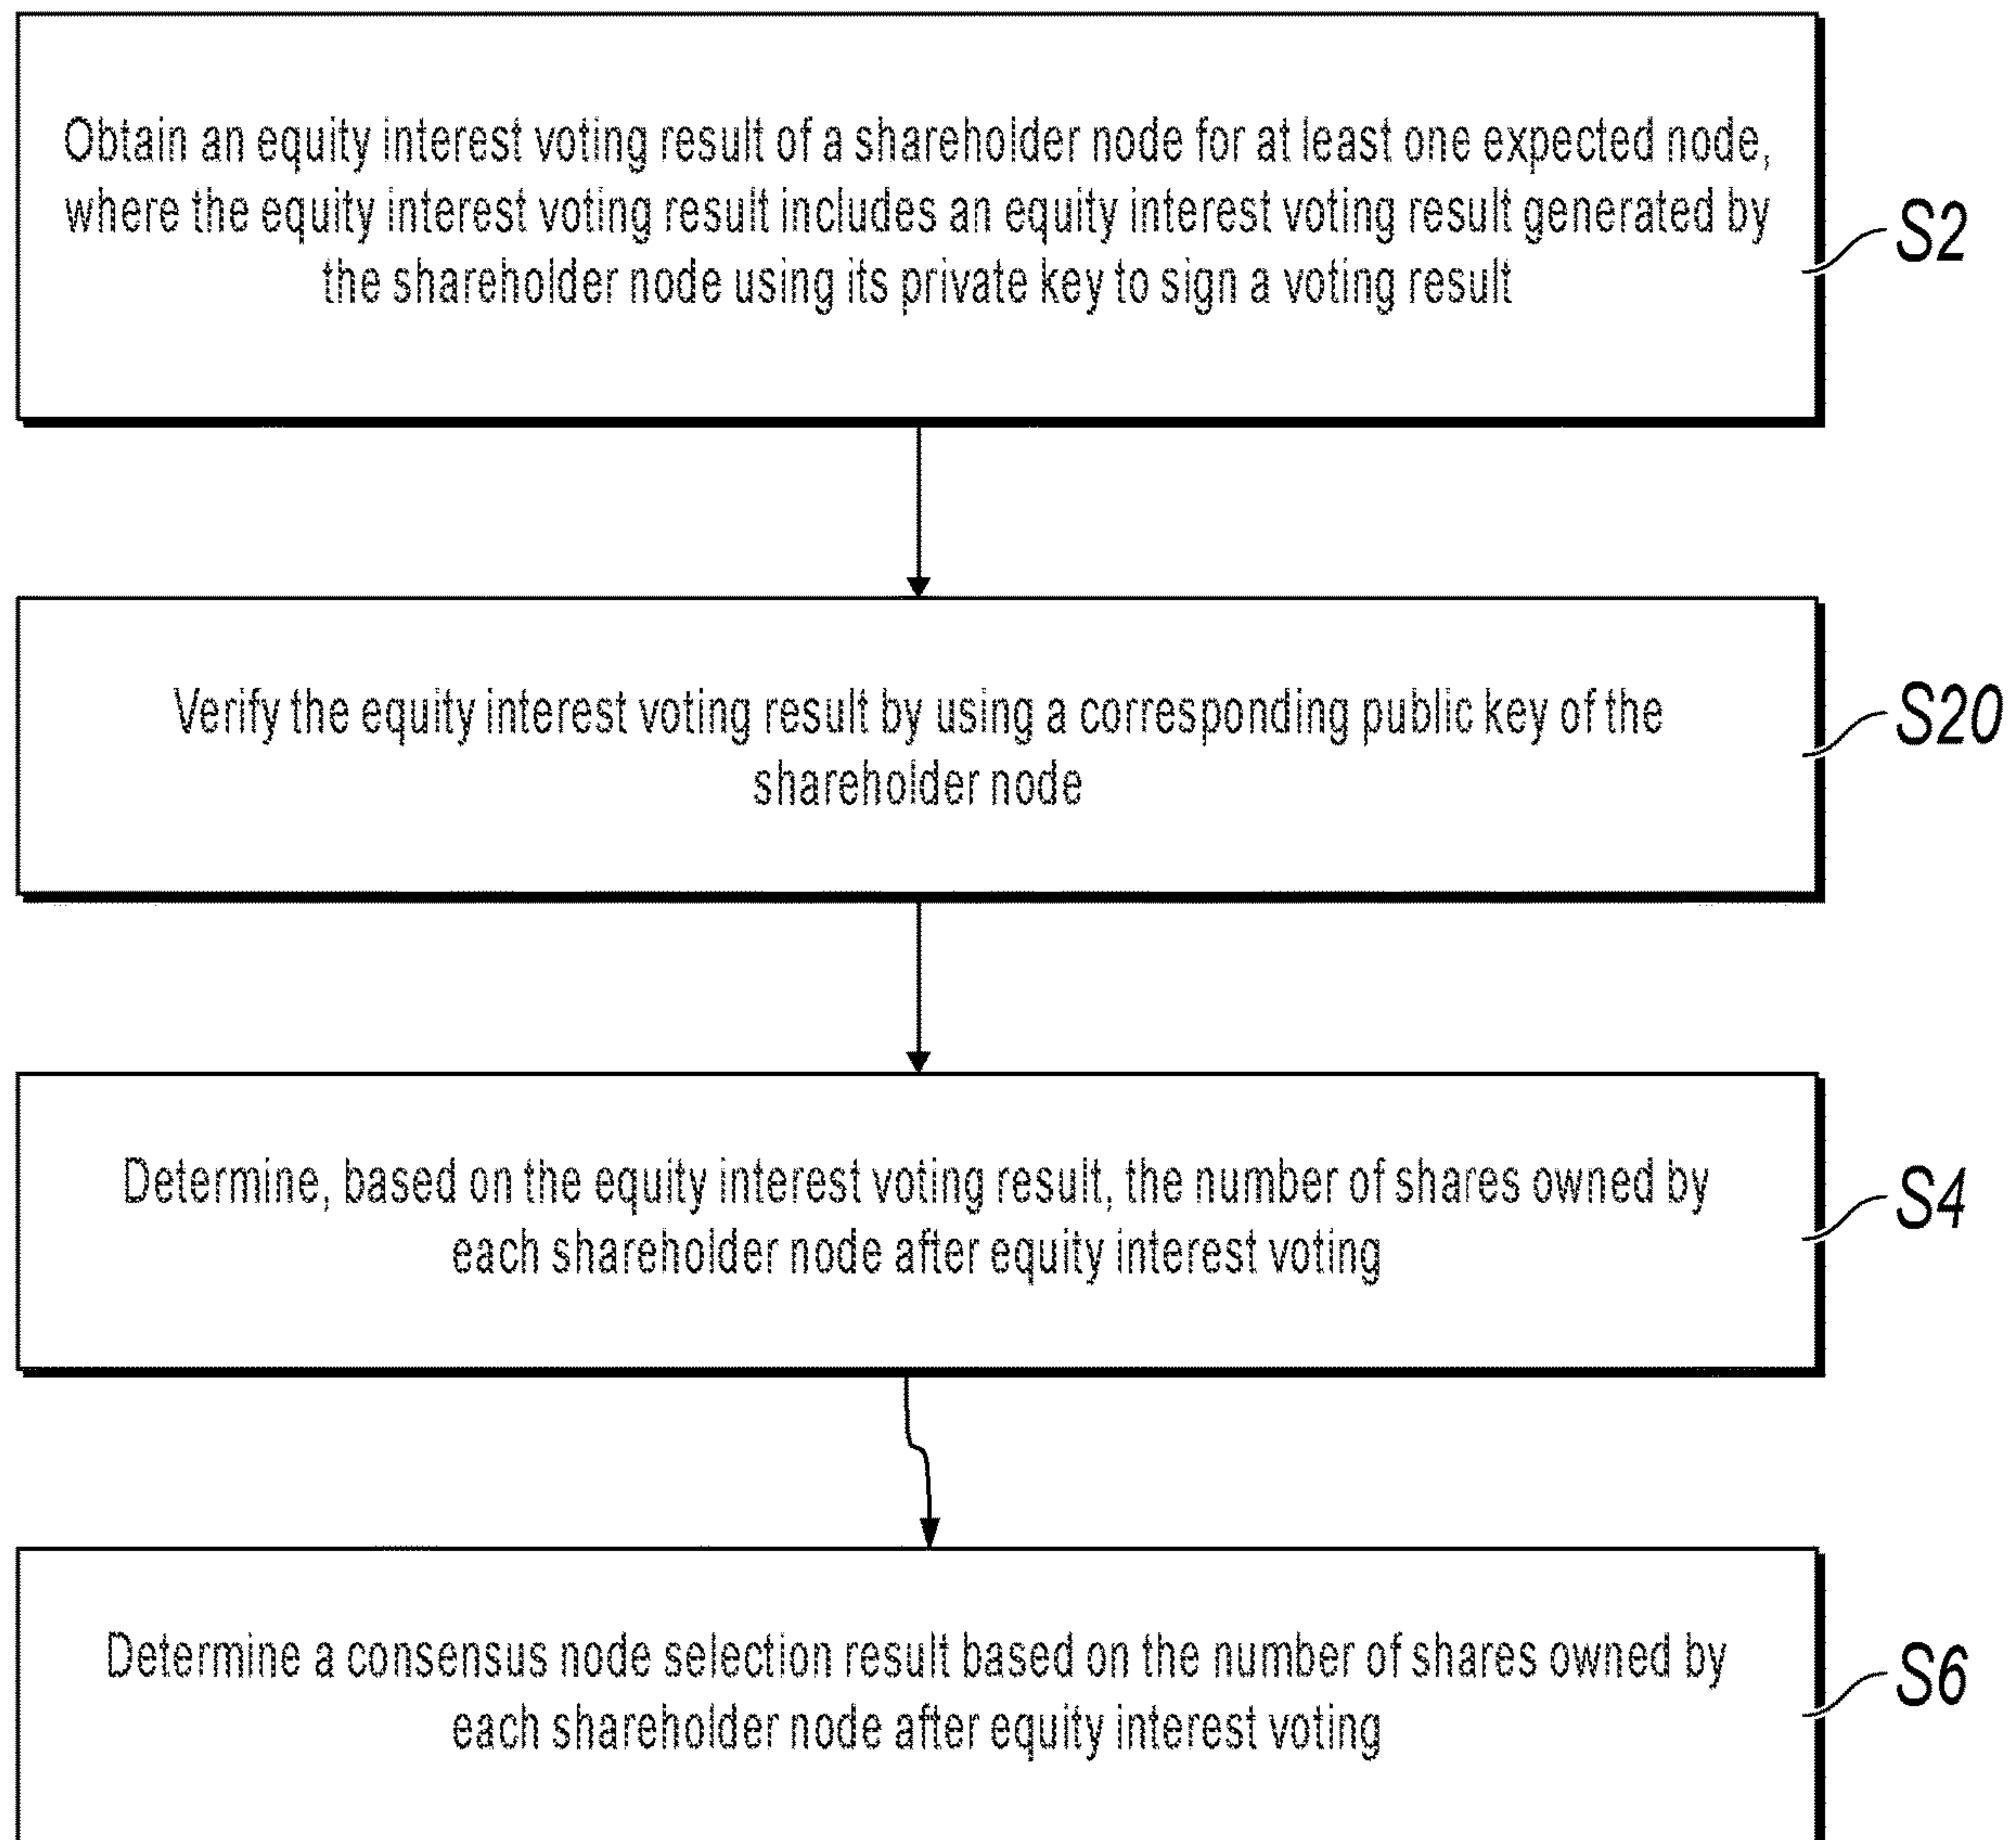 Obtain an equity interest voting result of a shareholder node for at least one expected node,
where the equity interest voting result includes an equity interest voting result generated by
the shareholder node using its private key to sign a voting result
S2
Verify the equity interest voting result by using a corresponding public key of the
shareholder node
S20
Determine, based on the equity interest voting result, the number of shares owned by
each shareholder node after equity interest voting
S4
Determine a consensus node selection result based on the number of shares owned by
each shareholder node after equity interest voting
S6